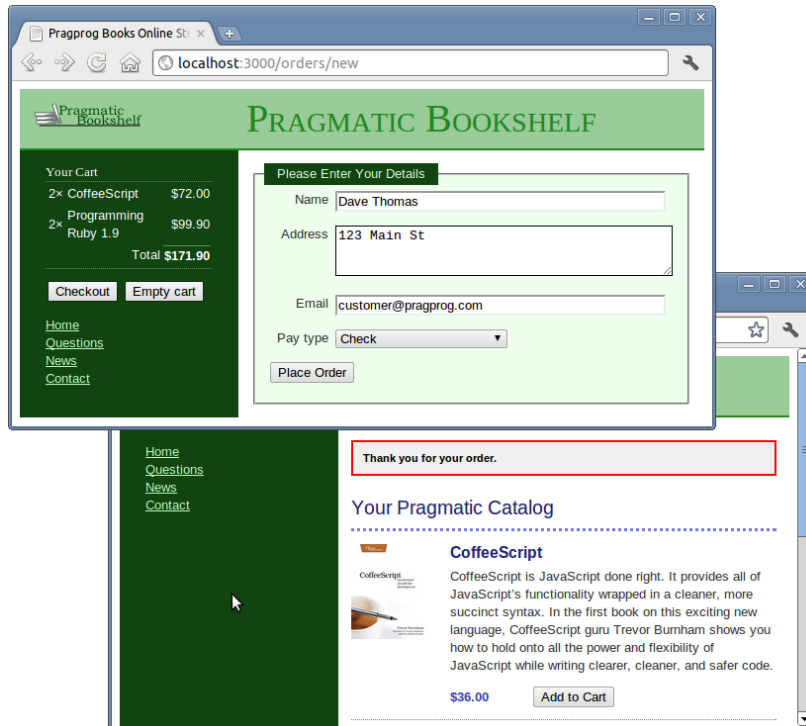 Pragprog Books Online Sto
localhost:3000/orders/new
Pragmatic
Bookshelf
PRAGMATIC BOOKSHELF
Your Cart
2× CoffeeScript $72.00
2× Programming Ruby 1.9 $99.90
Total $171.90
Checkout Empty cart
Home
Questions
News
Contact
Please Enter Your Details
Name Dave Thomas
Address 123 Main St
Email customer@pragprog.com
Pay type Check
Place Order
Home
Questions
News
Contact
Thank you for your order.
Your Pragmatic Catalog
CoffeeScript
CoffeeScript
CoffeeScript is JavaScript done right. It provides all of
JavaScript's functionality wrapped in a cleaner, more
succinct syntax. In the first book on this exciting new
language, CoffeeScript guru Trevor Burnham shows you
how to hold onto all the power and flexibility of
JavaScript while writing clearer, cleaner, and safer code.
$36.00 Add to Cart